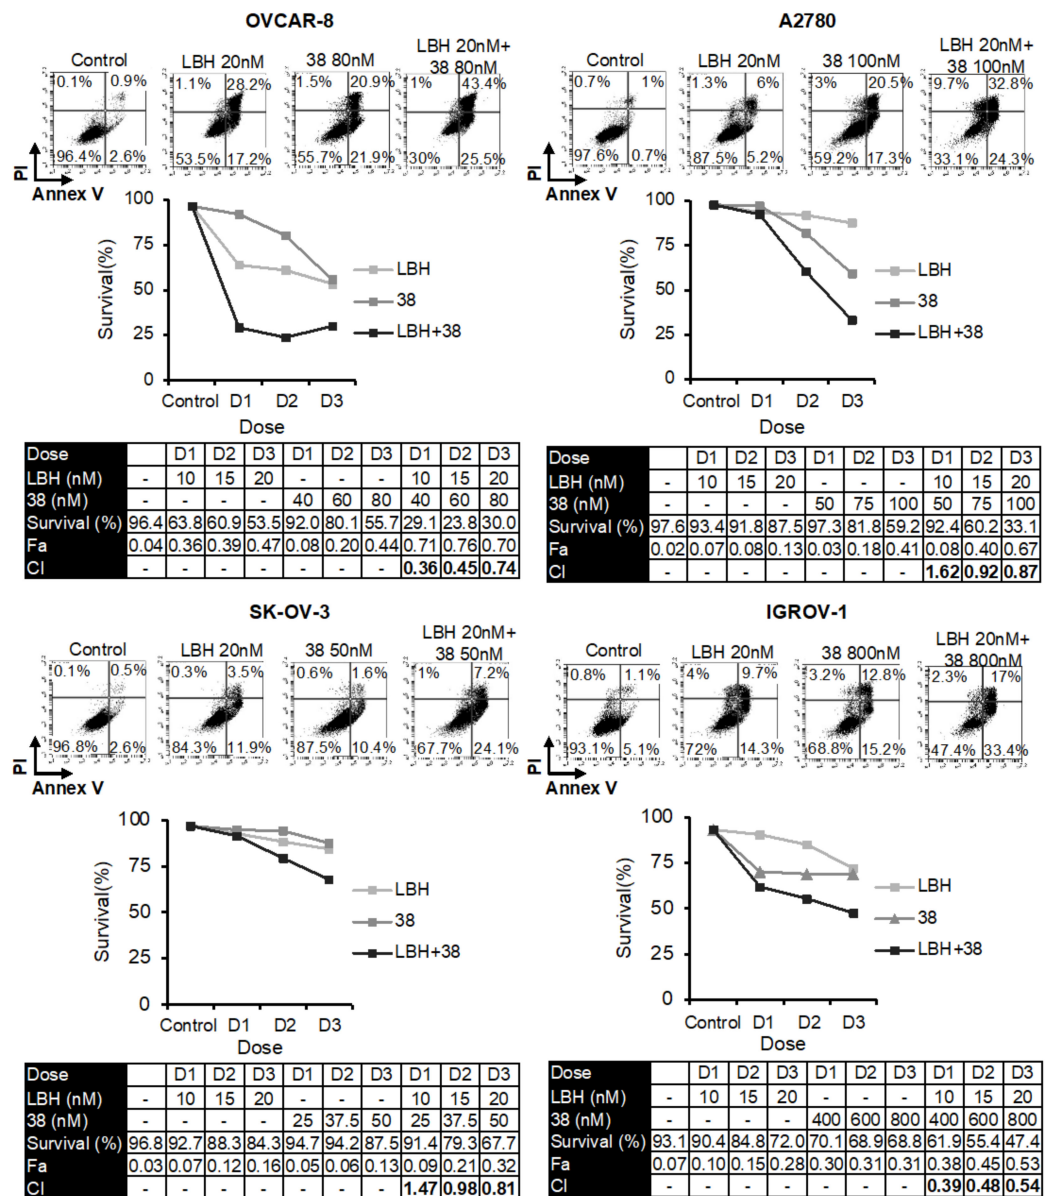 OVCAR-8
Control
LBH 20nM
38 80nM
LBH 20nM+
38 80nM
0.1% 0.9%
1.1% 28.2%
1.5% 20.9%
1% 43.4%
96.4% 2.6%
53.5% 17.2%
55.7% 21.9%
30% 25.5%
PI
Annex V
100
75
50
25
0
Survival(%)
LBH
38
LBH+38
Control D1 D2 D3
Dose
Dose D1 D2 D3 D1 D2 D3 D1 D2 D3
LBH (nM) - 10 15 20 - - - 10 15 20
38 (nM) - - - - 40 60 80 40 60 80
Survival (%) 96.4 63.8 60.9 53.5 92.0 80.1 55.7 29.1 23.8 30.0
Fa 0.04 0.36 0.39 0.47 0.08 0.20 0.44 0.71 0.76 0.70
CI - - - - - - - 0.36 0.45 0.74
A2780
Control
LBH 20nM
38 100nM
LBH 20nM+
38 100nM
0.7% 1%
1.3% 6%
3% 20.5%
9.7% 32.8%
97.6% 0.7%
87.5% 5.2%
59.2% 17.3%
33.1% 24.3%
PI
Annex V
100
75
50
25
0
Survival(%)
LBH
38
LBH+38
Control D1 D2 D3
Dose
Dose D1 D2 D3 D1 D2 D3 D1 D2 D3
LBH (nM) - 10 15 20 - - - 10 15 20
38 (nM) - - - - 50 75 100 50 75 100
Survival (%) 97.6 93.4 91.8 87.5 97.3 81.8 59.2 92.4 60.2 33.1
Fa 0.02 0.07 0.08 0.13 0.03 0.18 0.41 0.08 0.40 0.67
CI - - - - - - - 1.62 0.92 0.87
SK-OV-3
Control
LBH 20nM
38 50nM
LBH 20nM+
38 50nM
0.1% 0.5%
0.3% 3.5%
0.6% 1.6%
1% 7.2%
96.8% 2.6%
84.3% 11.9%
87.5% 10.4%
67.7% 24.1%
PI
Annex V
100
75
50
25
0
Survival(%)
LBH
38
LBH+38
Control D1 D2 D3
Dose
Dose D1 D2 D3 D1 D2 D3 D1 D2 D3
LBH (nM) - 10 15 20 - - - 10 15 20
38 (nM) - - - - 25 37.5 50 25 37.5 50
Survival (%) 96.8 92.7 88.3 84.3 94.7 94.2 87.5 91.4 79.3 67.7
Fa 0.03 0.07 0.12 0.16 0.05 0.06 0.13 0.09 0.21 0.32
CI - - - - - - - 1.47 0.98 0.81
IGROV-1
Control
LBH 20nM
38 800nM
LBH 20nM+
38 800nM
0.8% 1.1%
4% 9.7%
3.2% 12.8%
2.3% 17%
93.1% 5.1%
72% 14.3%
68.8% 15.2%
47.4% 33.4%
PI
Annex V
100
75
50
25
0
Survival(%)
LBH
38
LBH+38
Control D1 D2 D3
Dose
Dose D1 D2 D3 D1 D2 D3 D1 D2 D3
LBH (nM) - 10 15 20 - - - 10 15 20
38 (nM) - - - - 400 600 800 400 600 800
Survival (%) 93.1 90.4 84.8 72.0 70.1 68.9 68.8 61.9 55.4 47.4
Fa 0.07 0.10 0.15 0.28 0.30 0.31 0.31 0.38 0.45 0.53
CI - - - - - - - 0.39 0.48 0.54